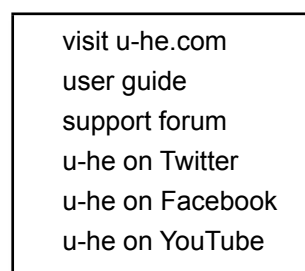 visit u-he.com
user guide
support forum
u-he on Twitter
u-he on Facebook
u-he on YouTube